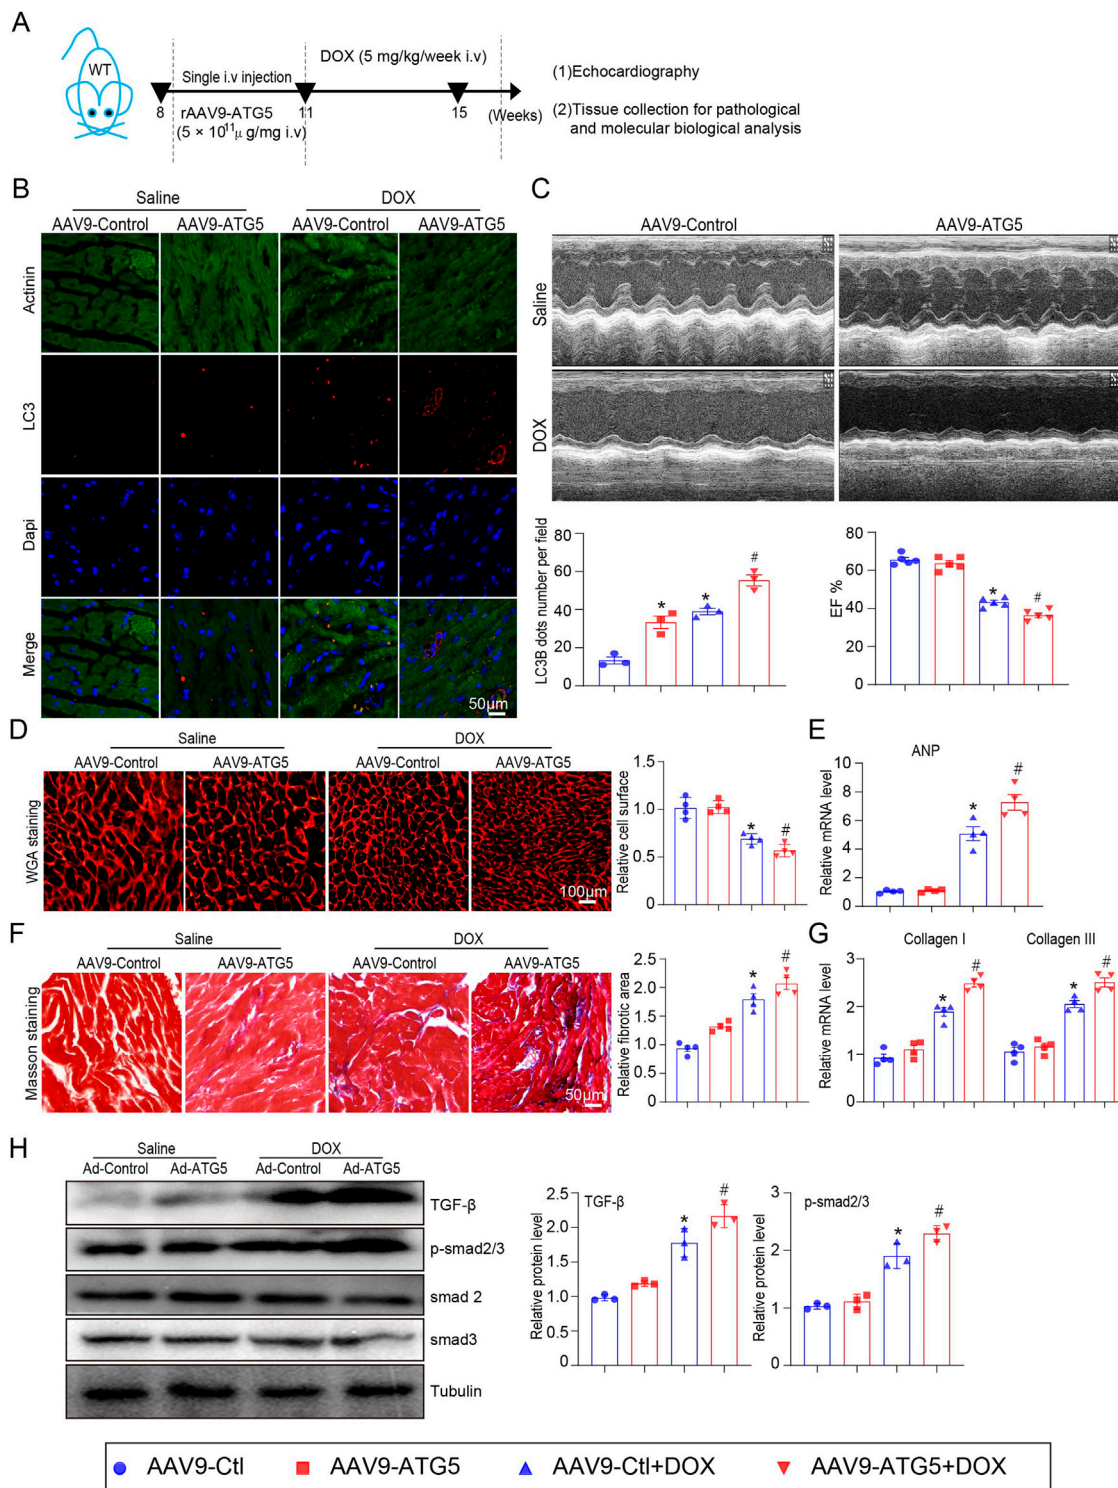 A
WT
DOX (5 mg/kg/week i.v)
Single i.v injection
8
11
15
(Weeks)
rAAV9-ATG5
(5 × 10¹¹μ g/mg i.v)
(1)Echocardiography
(2)Tissue collection for pathological
and molecular biological analysis
B
Saline
DOX
AAV9-Control
AAV9-ATG5
AAV9-Control
AAV9-ATG5
Actinin
LC3
Dapi
Merge
50μm
C
AAV9-Control
AAV9-ATG5
Saline
DOX
LC3B dots number per field
80
60
40
20
0
*
*
#
EF %
80
60
40
20
0
*
#
D
Saline
DOX
AAV9-Control
AAV9-ATG5
AAV9-Control
AAV9-ATG5
WGA staining
100μm
Relative cell surface
1.5
1.0
0.5
0
*
#
E
ANP
Relative mRNA level
10
8
6
4
2
0
*
#
F
Saline
DOX
AAV9-Control
AAV9-ATG5
AAV9-Control
AAV9-ATG5
Masson staining
50μm
Relative fibrotic area
2.5
2.0
1.5
1.0
0.5
0
*
#
G
Collagen I
Collagen III
Relative mRNA level
3
2
1
0
*
#
*
#
H
Saline
DOX
Ad-Control
Ad-ATG5
Ad-Control
Ad-ATG5
TGF-β
p-smad2/3
smad 2
smad3
Tubulin
TGF-β
Relative protein level
2.5
2.0
1.5
1.0
0.5
0
*
#
p-smad2/3
Relative protein level
3
2
1
0
*
#
AAV9-Ctl
AAV9-ATG5
AAV9-Ctl+DOX
AAV9-ATG5+DOX